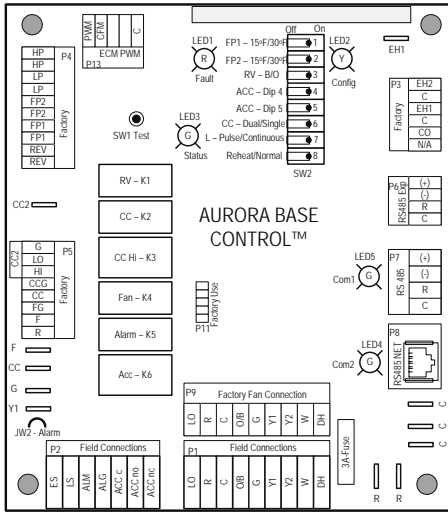 PWM
CFM
C
ECM PWM
P13
LED1
R
Fault
Off On
FP1 – 15ºF/30ºF 1
FP2 – 15ºF/30ºF 2
RV – B/O 3
ACC – Dip 4 4
ACC – Dip 5 5
CC – Dual/Single 6
L – Pulse/Continuous 7
Reheat/Normal 8
SW2
LED2
Y
Config
EH1
P4
HP
HP
LP
LP
FP2
FP2
FP1
FP1
REV
REV
Factory
SW1 Test
LED3
G
Status
P3
EH2
C
EH1
C
CO
N/A
Factory
CC2
RV – K1
CC – K2
CC Hi – K3
Fan – K4
Alarm – K5
Acc – K6
AURORA BASE
CONTROL™
P6
RS485 Exp
(+)
(-)
R
C
CC2
G
LO
HI
CCG
CC
FG
F
R
P5
Factory
P11
Factory Use
LED5
Com1
G
P7
RS 485
(+)
(-)
R
C
LED4
Com2
G
P8
RS485 NET
F
CC
G
Y1
JW2 - Alarm
P9 Factory Fan Connection
LO
R
C
O/B
G
Y1
Y2
W
DH
P2 Field Connections
ES
LS
ALM
ALG
ACC c
ACC no
ACC nc
P1 Field Connections
LO
R
C
O/B
G
Y1
Y2
W
DH
3A-Fuse
C
C
C
R
R